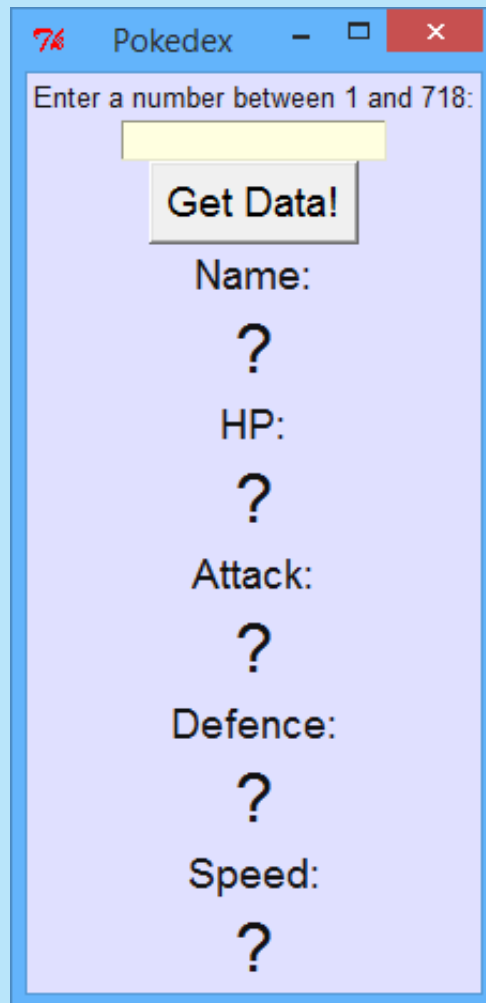 Pokedex
Enter a number between 1 and 718:
Get Data!
Name:
?
HP:
?
Attack:
?
Defence:
?
Speed:
?